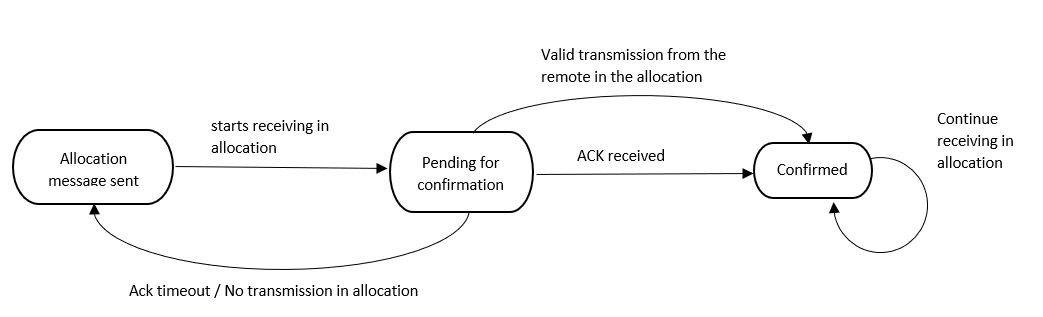 Valid transmission from the
remote in the allocation
starts receiving in
allocation
Continue
receiving in
allocation
Allocation
message sent
Pending for
confirmation
ACK received
Confirmed
Ack timeout / No transmission in allocation